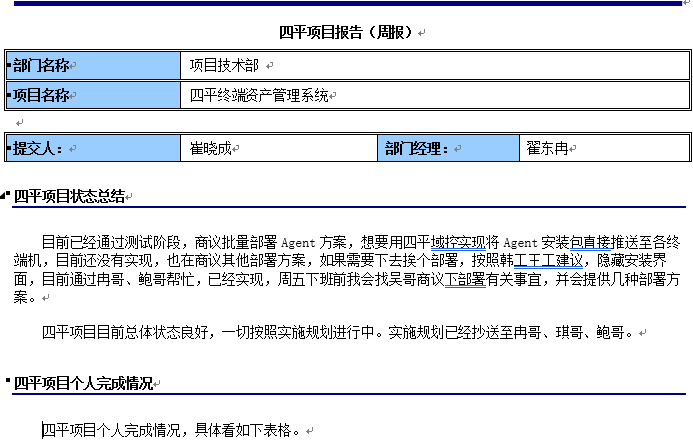 四平项目报告（周报）
部门名称 项目技术部
项目名称 四平终端资产管理系统
提交人： 崔晓成 部门经理： 翟东冉
四平项目状态总结
目前已经通过测试阶段，商议批量部署 Agent 方案，想要用四平域控实现将 Agent 安装包直接推送至各终
端机，目前还没有实现，也在商议其他部署方案，如果需要下去挨个部署，按照韩工王工建议，隐藏安装界
面，目前通过冉哥、鲍哥帮忙，已经实现，周五下班前我会找吴哥商议下部署有关事宜，并会提供几种部署方
案。
四平项目目前总体状态良好，一切按照实施规划进行中。实施规划已经抄送至冉哥、琪哥、鲍哥。
四平项目个人完成情况
四平项目个人完成情况，具体看如下表格。